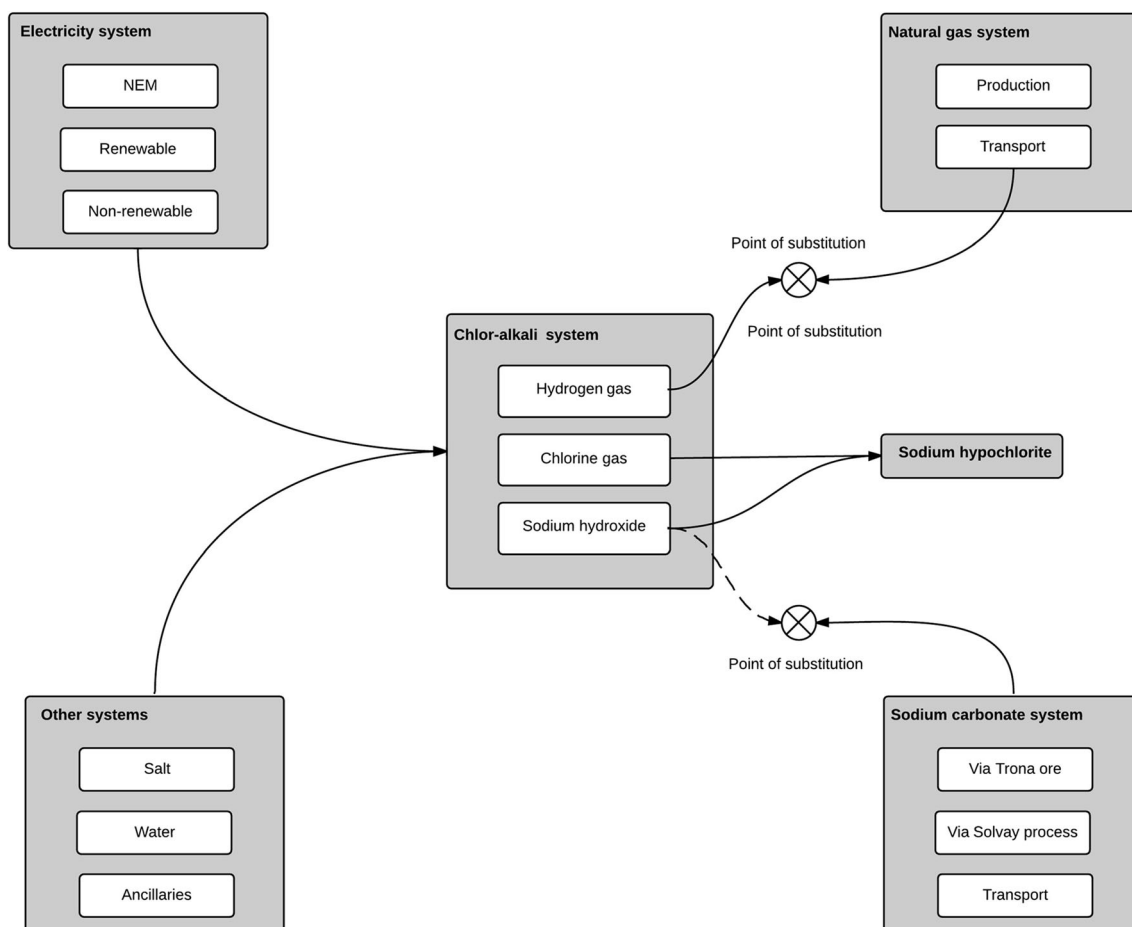 Electricity system
NEM
Renewable
Non-renewable
Natural gas system
Production
Transport
Point of substitution
Point of substitution
Chlor-alkali system
Hydrogen gas
Chlorine gas
Sodium hydroxide
Sodium hypochlorite
Point of substitution
Other systems
Salt
Water
Ancillaries
Sodium carbonate system
Via Trona ore
Via Solvay process
Transport